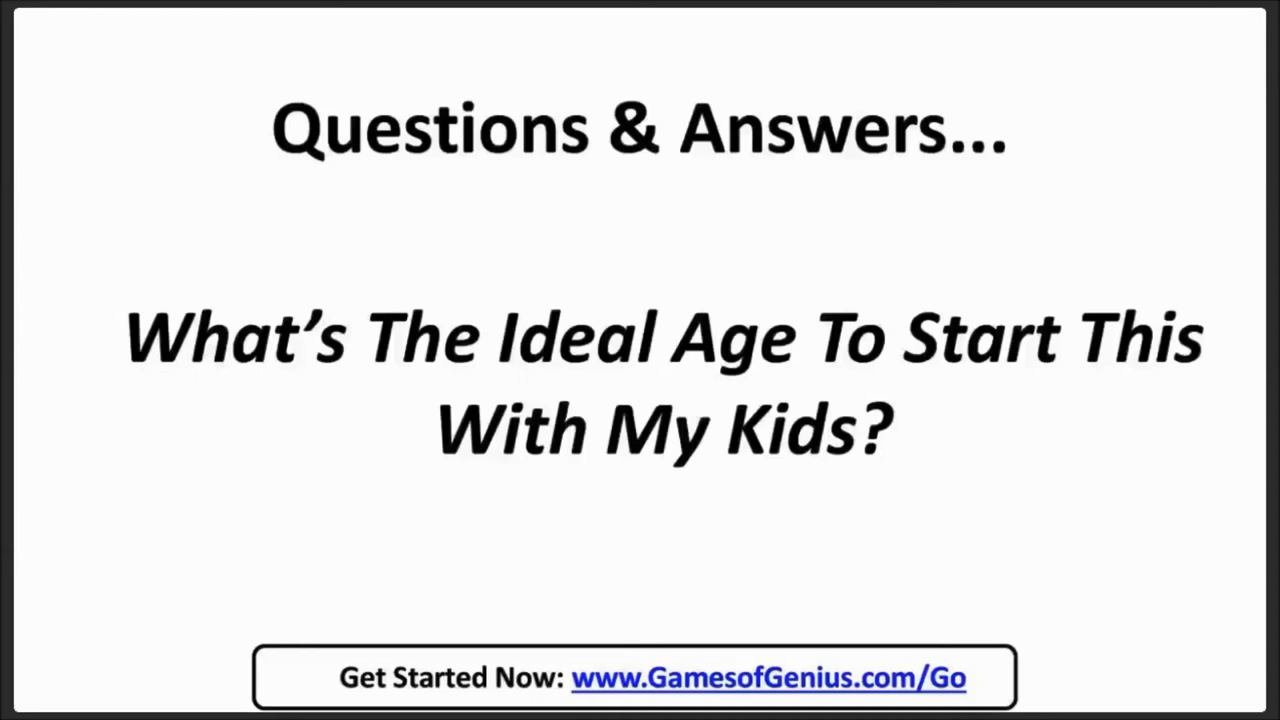 Questions & Answers...
What’s The Ideal Age To Start This
With My Kids?
Get Started Now: www.GamesofGenius.com/Go